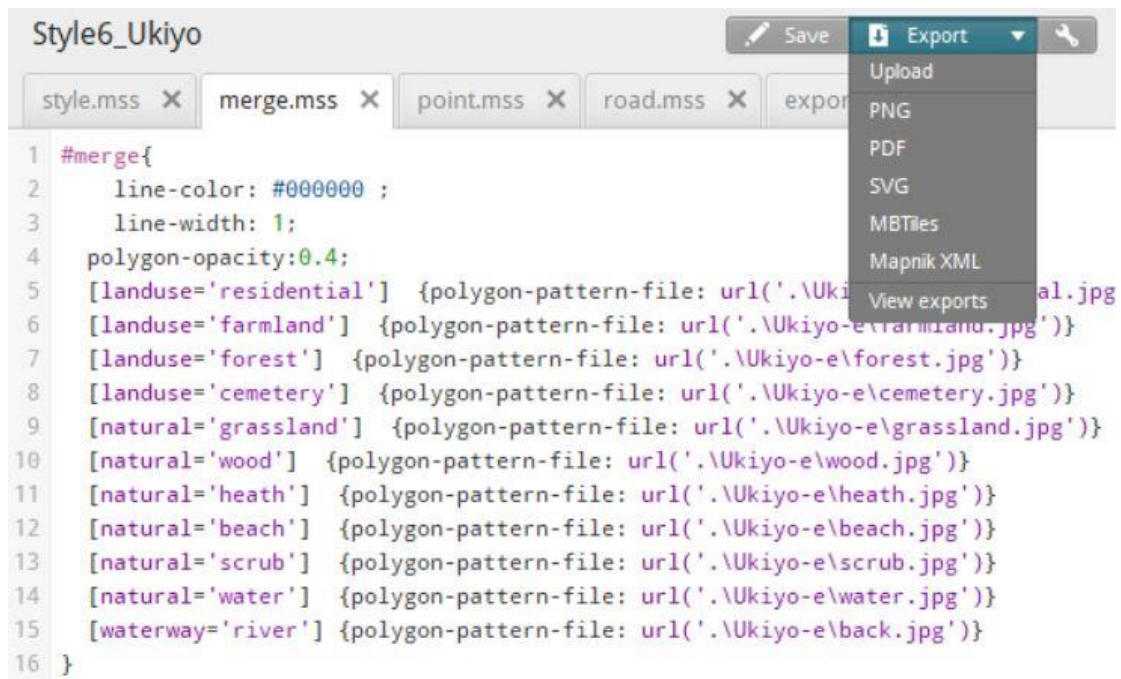 Style6_Ukiyo
Save
Export
Upload
PNG
PDF
SVG
MBTiles
Mapnik XML
View exports
style.mss ×
merge.mss ×
point.mss ×
road.mss ×
expor
1 #merge{
2 line-color: #000000 ;
3 line-width: 1;
4 polygon-opacity:0.4;
5 [landuse='residential'] {polygon-pattern-file: url('.\Uki al.jpg
6 [landuse='farmland'] {polygon-pattern-file: url('.\Ukiyo-e\farmland.jpg')}
7 [landuse='forest'] {polygon-pattern-file: url('.\Ukiyo-e\forest.jpg')}
8 [landuse='cemetery'] {polygon-pattern-file: url('.\Ukiyo-e\cemetery.jpg')}
9 [natural='grassland'] {polygon-pattern-file: url('.\Ukiyo-e\grassland.jpg')}
10 [natural='wood'] {polygon-pattern-file: url('.\Ukiyo-e\wood.jpg')}
11 [natural='heath'] {polygon-pattern-file: url('.\Ukiyo-e\heath.jpg')}
12 [natural='beach'] {polygon-pattern-file: url('.\Ukiyo-e\beach.jpg')}
13 [natural='scrub'] {polygon-pattern-file: url('.\Ukiyo-e\scrub.jpg')}
14 [natural='water'] {polygon-pattern-file: url('.\Ukiyo-e\water.jpg')}
15 [waterway='river'] {polygon-pattern-file: url('.\Ukiyo-e\back.jpg')}
16 }